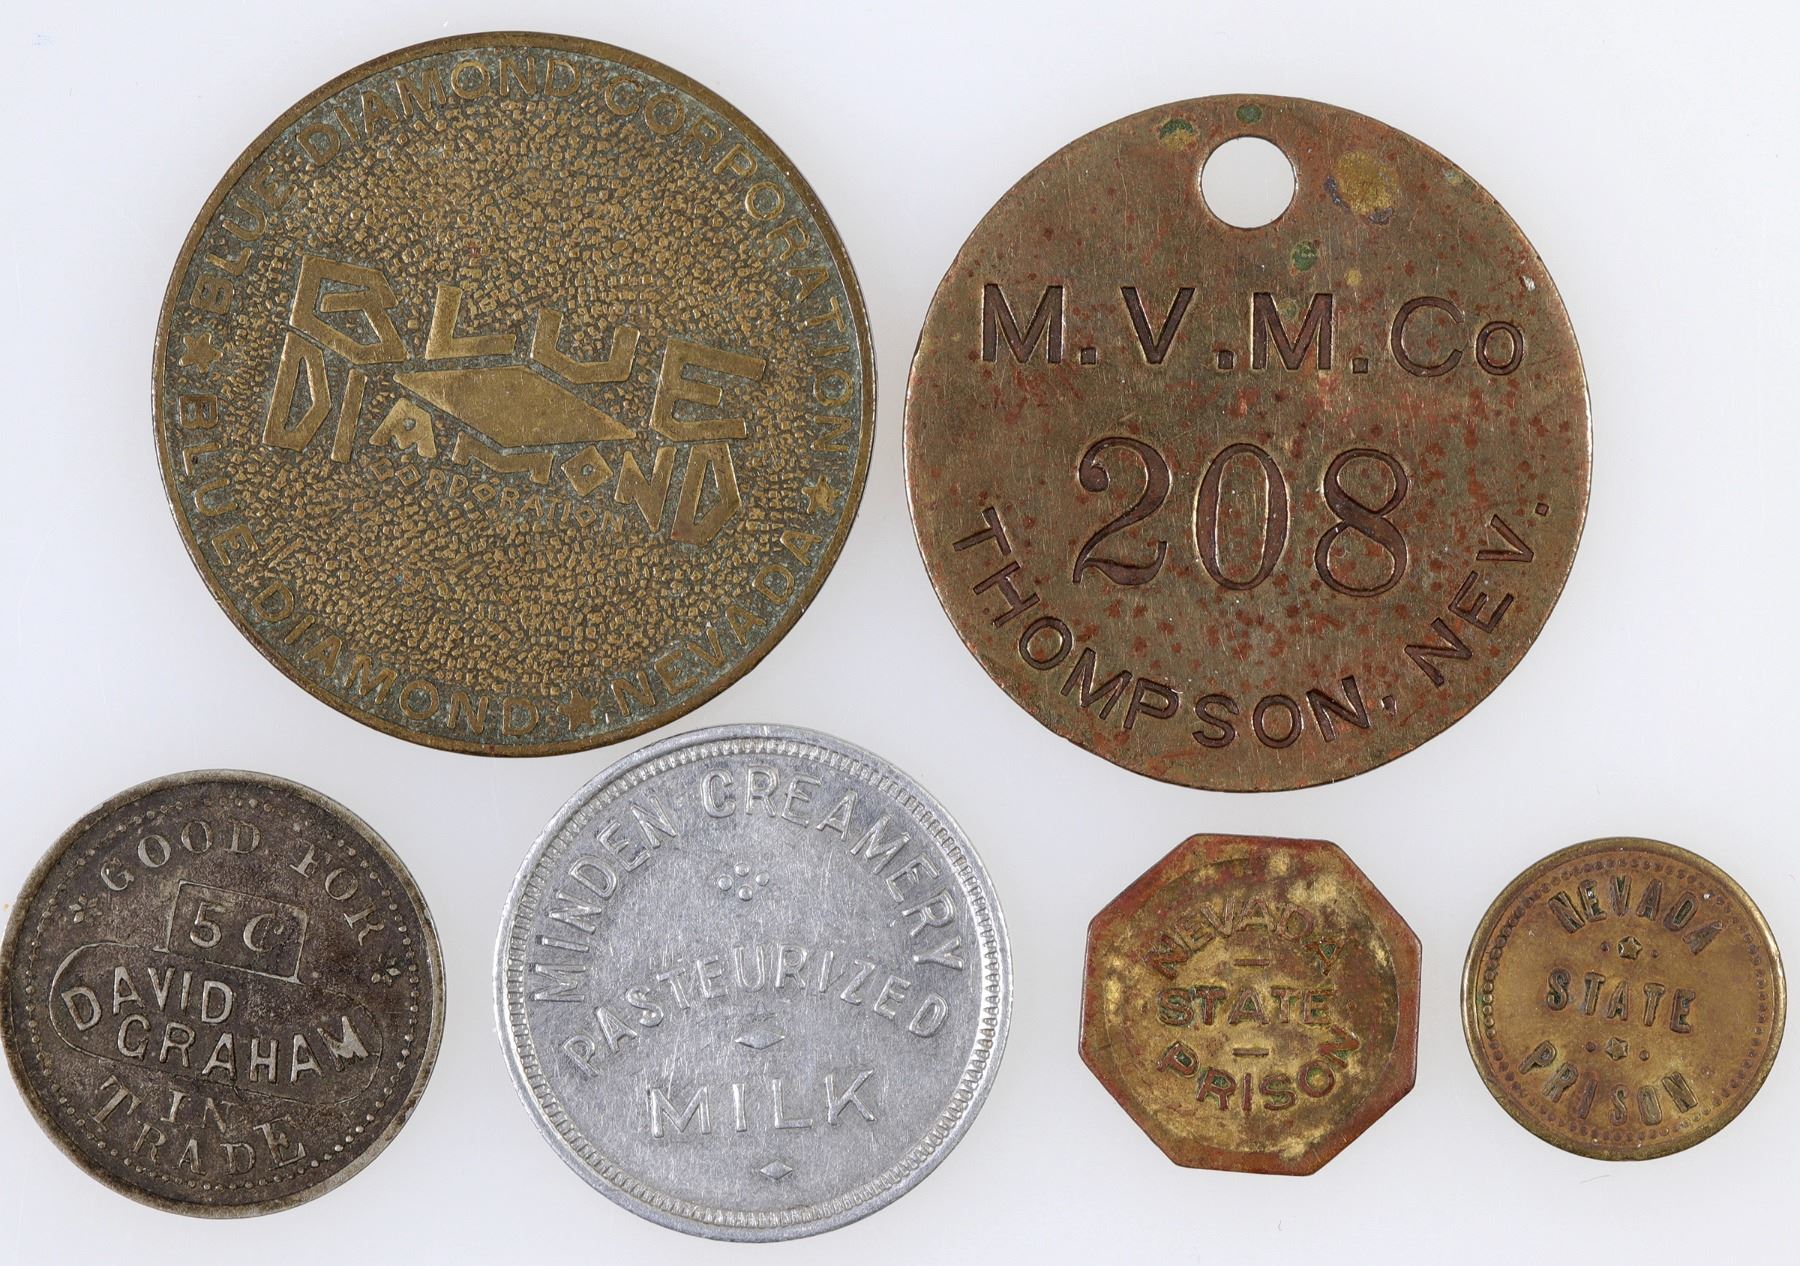 BLUE DIAMOND CORPORATION
BLUE
DIAMOND
CORPORATION
★ BLUE DIAMOND ★ NEVADA ★
M.V.M.Co
208
THOMPSON, NEV.
GOOD FOR
5¢
DAVID
GRAHAM
IN
TRADE
MINDEN CREAMERY
PASTEURIZED
MILK
NEVADA
STATE
PRISON
NEVADA
STATE
PRISON